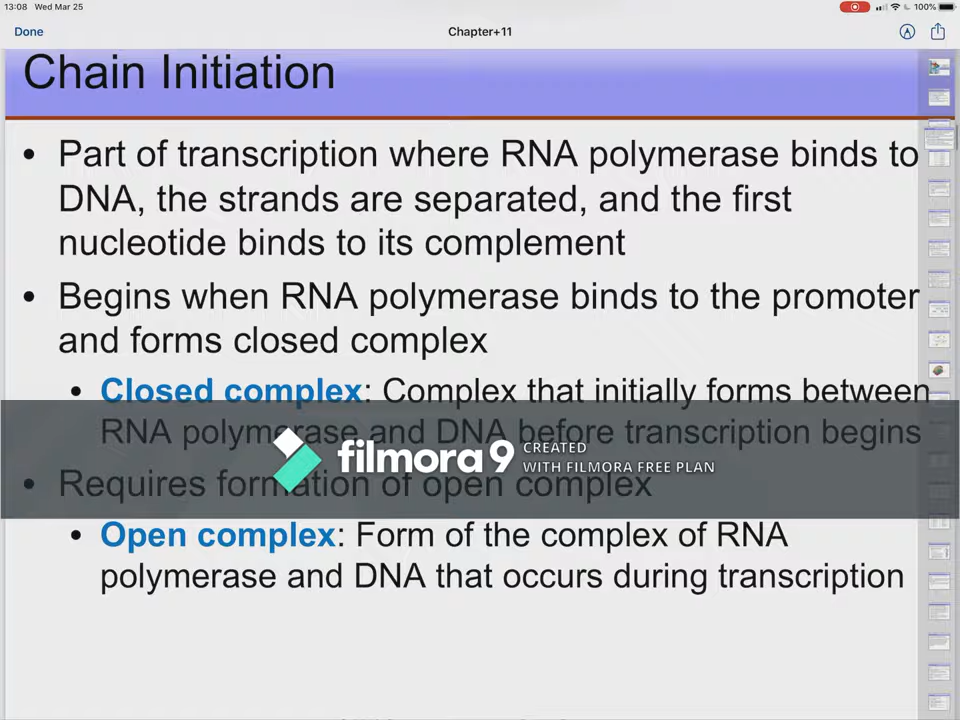 13:08 Wed Mar 25 100%
Done Chapter+11
Chain Initiation
• Part of transcription where RNA polymerase binds to
DNA, the strands are separated, and the first
nucleotide binds to its complement
• Begins when RNA polymerase binds to the promoter
and forms closed complex
• Closed complex: Complex that initially forms between
RNA polymerase and DNA before transcription begins
filmora9 CREATED
WITH FILMORA FREE PLAN
• Requires formation of open complex
• Open complex: Form of the complex of RNA
polymerase and DNA that occurs during transcription